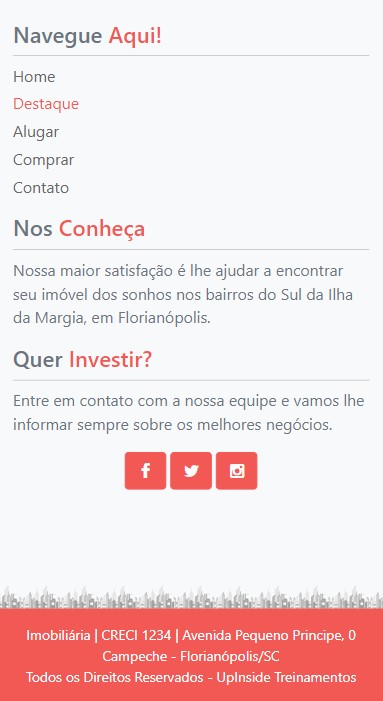 Navegue Aqui!
Home
Destaque
Alugar
Comprar
Contato
Nos Conheça
Nossa maior satisfação é lhe ajudar a encontrar
seu imóvel dos sonhos nos bairros do Sul da Ilha
da Margia, em Florianópolis.
Quer Investir?
Entre em contato com a nossa equipe e vamos lhe
informar sempre sobre os melhores negócios.
Imobiliária | CRECI 1234 | Avenida Pequeno Principe, 0
Campeche - Florianópolis/SC
Todos os Direitos Reservados - UpInside Treinamentos